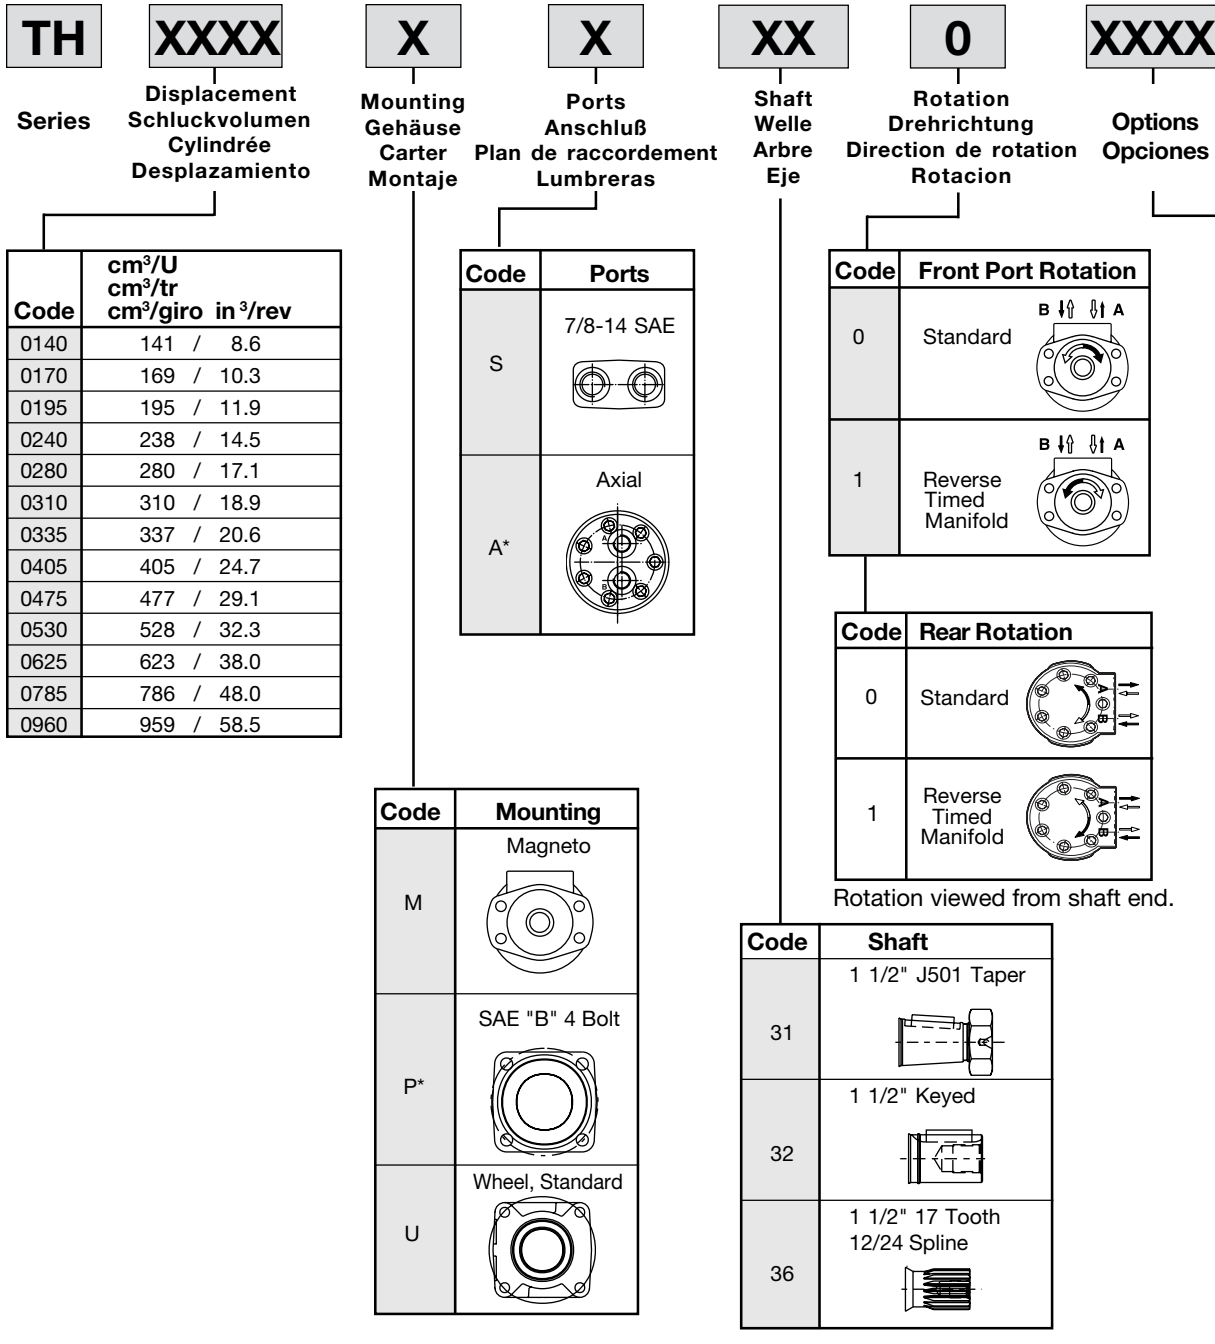 TH XXXX X X XX 0 XXXX
Series
Displacement
Schluckvolumen
Cylindrée
Desplazamiento
Mounting
Gehäuse
Carter
Montaje
Ports
Anschluß
Plan de raccordement
Lumbreras
Shaft
Welle
Arbre
Eje
Rotation
Drehrichtung
Direction de rotation
Rotacion
Options
Opciones
Code
cm³/U
cm³/tr
cm³/giro in³/rev
0140 141 / 8.6
0170 169 / 10.3
0195 195 / 11.9
0240 238 / 14.5
0280 280 / 17.1
0310 310 / 18.9
0335 337 / 20.6
0405 405 / 24.7
0475 477 / 29.1
0530 528 / 32.3
0625 623 / 38.0
0785 786 / 48.0
0960 959 / 58.5
Code Ports
S
7/8-14 SAE
A*
Axial
A
B
Code Front Port Rotation
0 Standard
B A
1 Reverse
Timed
Manifold
B A
Code Rear Rotation
0 Standard
A
B
1 Reverse
Timed
Manifold
A
B
Rotation viewed from shaft end.
Code Mounting
M
Magneto
P*
SAE "B" 4 Bolt
U
Wheel, Standard
Code Shaft
31
1 1/2" J501 Taper
32
1 1/2" Keyed
36
1 1/2" 17 Tooth
12/24 Spline